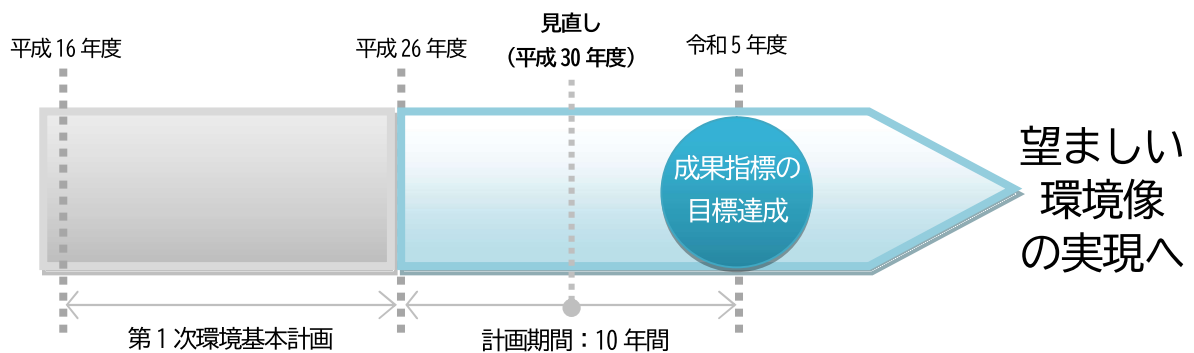 平成16年度
平成26年度
見直し
（平成30年度）
令和5年度
成果指標の
目標達成
望ましい
環境像
の実現へ
第１次環境基本計画
計画期間：10年間